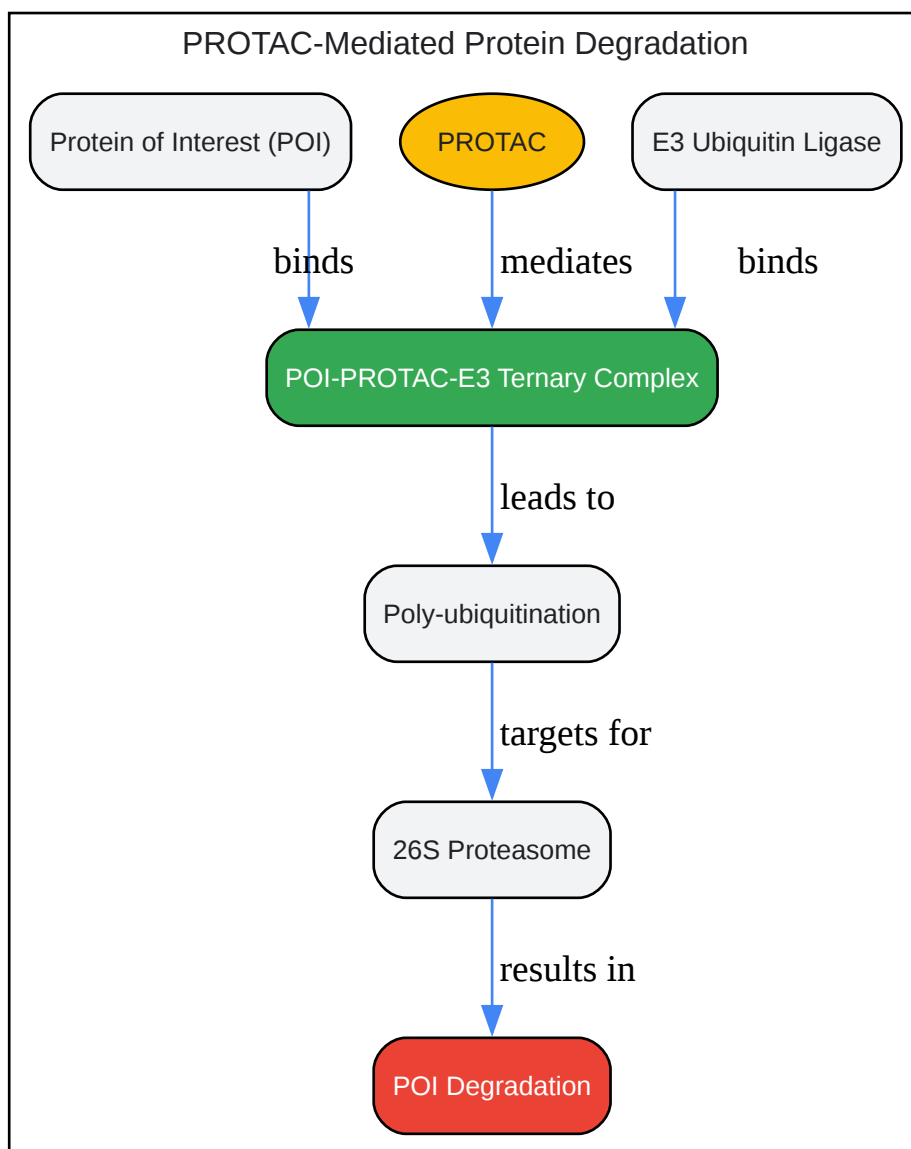 PROTAC-Mediated Protein Degradation
Protein of Interest (POI)
PROTAC
E3 Ubiquitin Ligase
binds
mediates
binds
POI-PROTAC-E3 Ternary Complex
leads to
Poly-ubiquitination
targets for
26S Proteasome
results in
POI Degradation